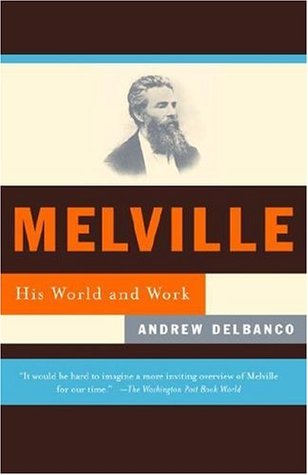 MELVILLE
His World and Work
ANDREW DELBANCO
"It would be hard to imagine a more inviting overview of Melville
for our time." —The Washington Post Book World